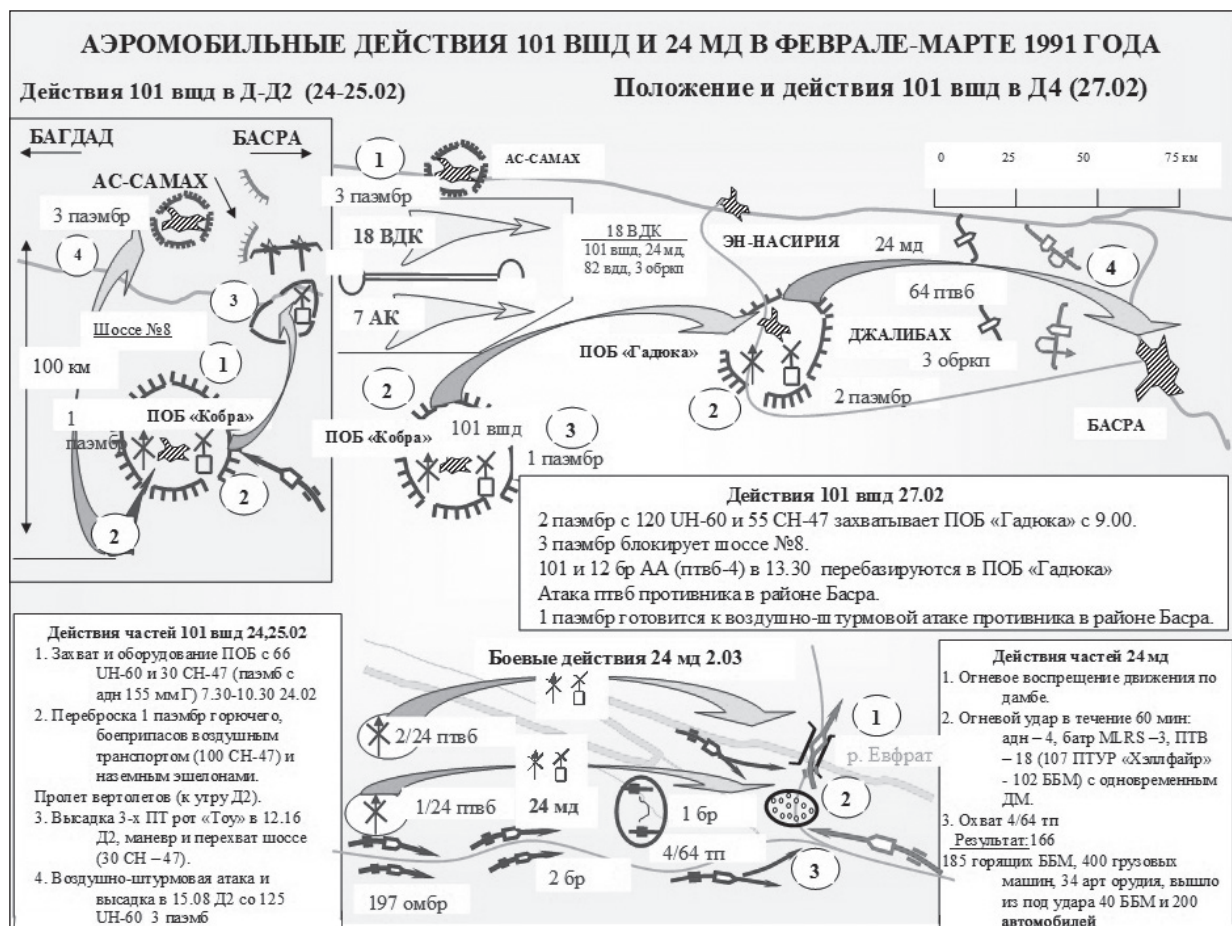 АЭРОМОБИЛЬНЫЕ ДЕЙСТВИЯ 101 ВШД И 24 МД В ФЕВРАЛЕ-МАРТЕ 1991 ГОДА
Действия 101 вшд в Д-Д2 (24-25.02)
Положение и действия 101 вшд в Д4 (27.02)
БАГДАД
БАСРА
АС-САМАХ
3 паэмбр
4
3
Шоссе №8
1
100 км
1
паэмбр
ПОБ «Кобра»
2
2
1
АС-САМАХ
3 паэмбр
0 25 50 75 км
18 ВДК
18 ВДК
101 вшд, 24 мд,
82 вдд, 3 обркп
ЭН-НАСИРИЯ
24 мд
4
7 АК
64 птвб
ПОБ «Гадюка»
ДЖАЛИБАХ
3 обркп
2
2
2 паэмбр
БАСРА
ПОБ «Кобра»
101 вшд
3
1 паэмбр
Действия 101 вшд 27.02
2 паэмбр с 120 UH-60 и 55 CH-47 захватывает ПОБ «Гадюка» с 9.00.
3 паэмбр блокирует шоссе №8.
101 и 12 бр АА (птвб-4) в 13.30 перебазируются в ПОБ «Гадюка»
Атака птвб противника в районе Басра.
1 паэмбр готовится к воздушно-штурмовой атаке противника в районе Басра.
Действия частей 101 вшд 24,25.02
1. Захват и оборудование ПОБ с 66
UH-60 и 30 CH-47 (паэмб с
адн 155 мм Г) 7.30-10.30 24.02
2. Переброска 1 паэмбр горючего,
боеприпасов воздушным
транспортом (100 CH-47) и
наземным эшелонами.
Пролет вертолетов (к утру Д2).
3. Высадка 3-х ПТ рот «Тоу» в 12.16
Д2, маневр и перехват шоссе
(30 CH –47).
4. Воздушно-штурмовая атака и
высадка в 15.08 Д2 со 125
UH-60 3 паэмб
Боевые действия 24 мд 2.03
2/24 птвб
1
р. Евфрат
1/24 птвб
24 мд
1 бр
2
4/64 тп
2 бр
3
197 омбр
Действия частей 24 мд
1. Огневое воспрещение движения по
дамбе.
2. Огневой удар в течение 60 мин:
адн – 4, батр MLRS –3, ПТВ
– 18 (107 ПТУР «Хэллфайр»
- 102 ББМ) с одновременным
ДМ.
3. Охват 4/64 тп
Результат:166
185 горящих ББМ, 400 грузовых
машин, 34 арт орудия, вышло
из под удара 40 ББМ и 200
автомобилей